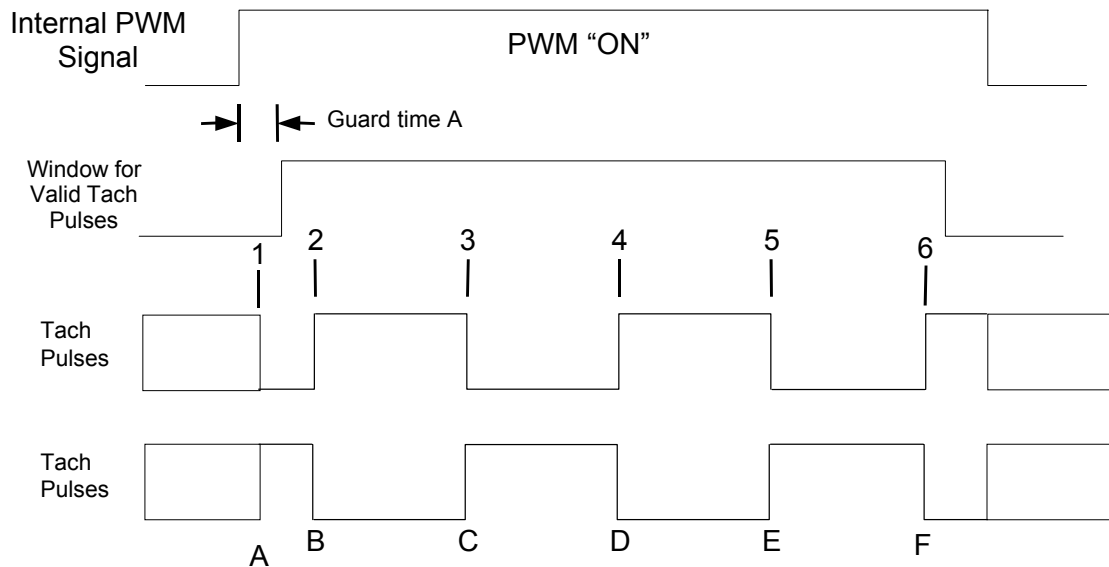 Internal PWM
Signal
PWM “ON”
Guard time A
Window for
Valid Tach
Pulses
1 2 3 4 5 6
Tach
Pulses
Tach
Pulses
A B C D E F